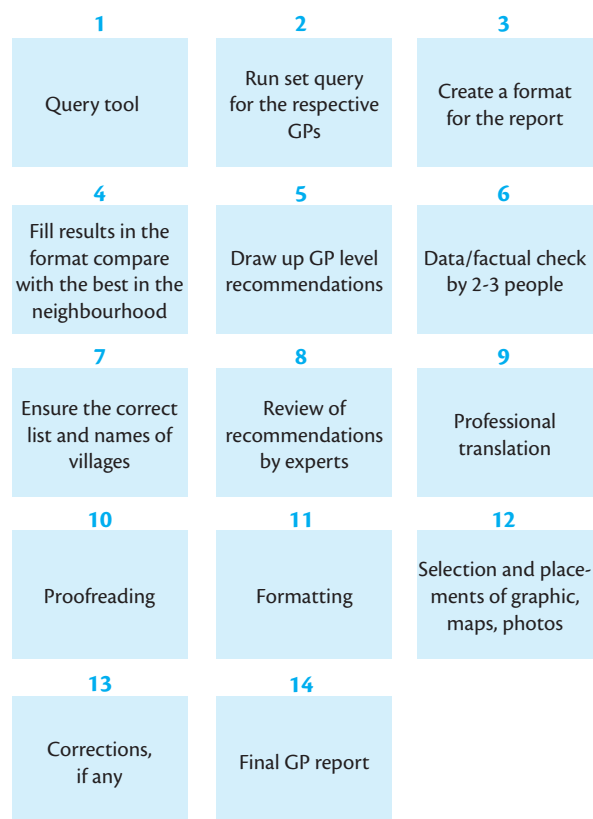 1
Query tool
2
Run set query
for the respective
GPs
3
Create a format
for the report
4
Fill results in the
format compare
with the best in the
neighbourhood
5
Draw up GP level
recommendations
6
Data/factual check
by 2-3 people
7
Ensure the correct
list and names of
villages
8
Review of
recommendations
by experts
9
Professional
translation
10
Proofreading
11
Formatting
12
Selection and place-
ments of graphic,
maps, photos
13
Corrections,
if any
14
Final GP report